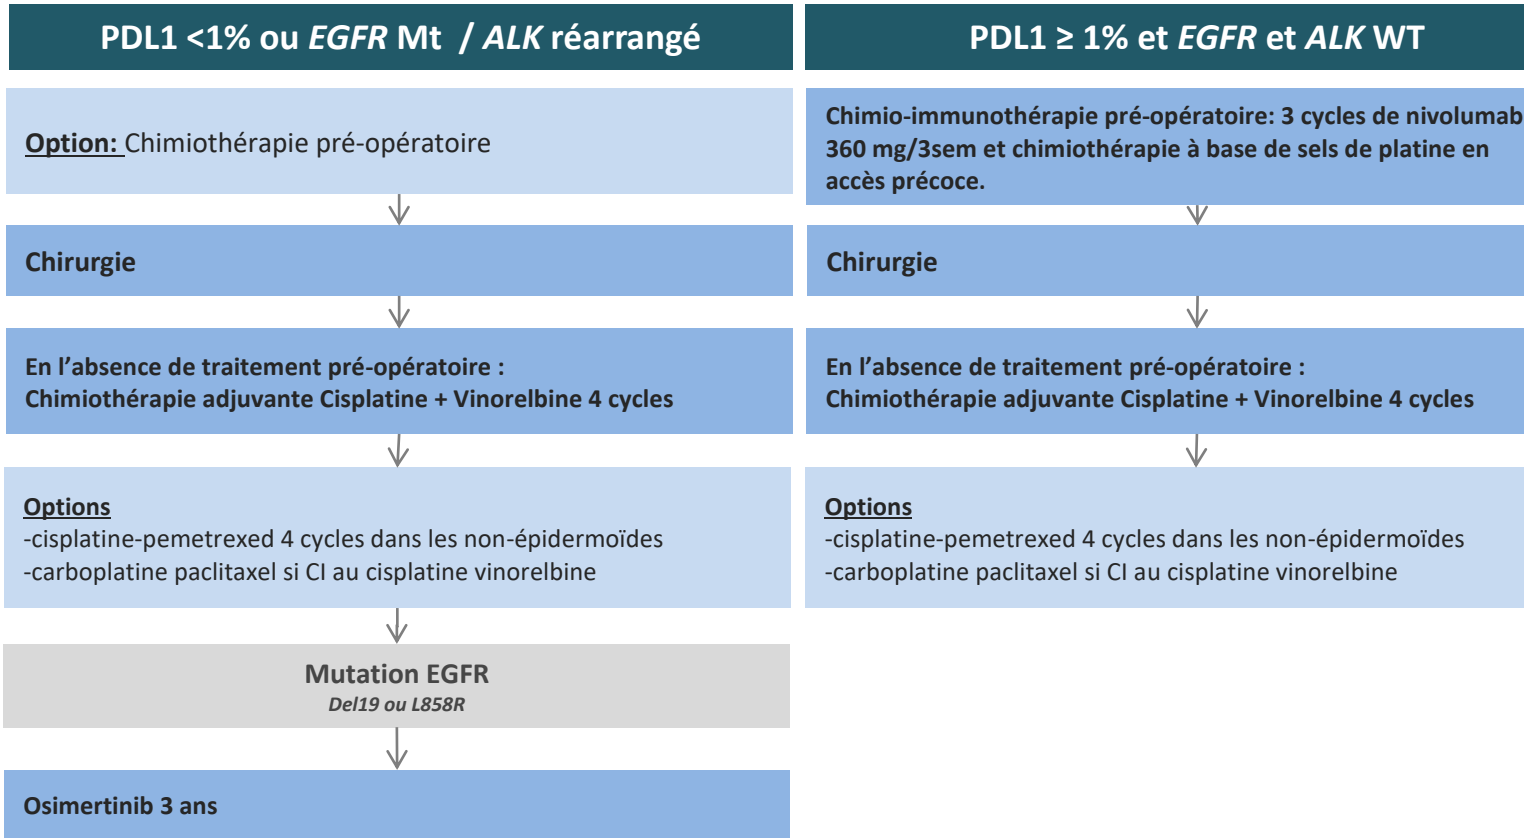 PDL1 <1% ou EGFR Mt / ALK réarrangé
Option: Chimiothérapie pré-opératoire
Chirurgie
En l’absence de traitement pré-opératoire :
Chimiothérapie adjuvante Cisplatine + Vinorelbine 4 cycles
Options
-cisplatine-pemetrexed 4 cycles dans les non-épidermoïdes
-carboplatine paclitaxel si CI au cisplatine vinorelbine
Mutation EGFR
Del19 ou L858R
Osimertinib 3 ans
PDL1 ≥ 1% et EGFR et ALK WT
Chimio-immunothérapie pré-opératoire: 3 cycles de nivolumab
360 mg/3sem et chimiothérapie à base de sels de platine en
accès précoce.
Chirurgie
En l’absence de traitement pré-opératoire :
Chimiothérapie adjuvante Cisplatine + Vinorelbine 4 cycles
Options
-cisplatine-pemetrexed 4 cycles dans les non-épidermoïdes
-carboplatine paclitaxel si CI au cisplatine vinorelbine